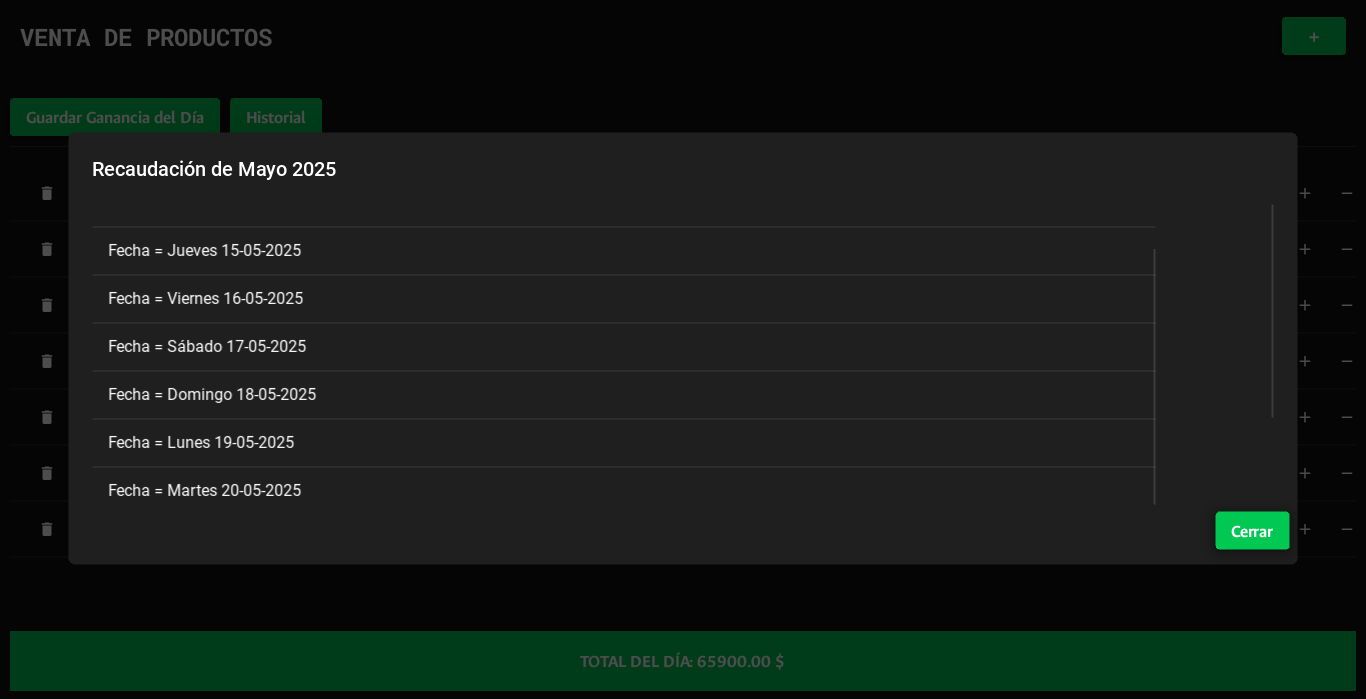 VENTA DE PRODUCTOS
+
Guardar Ganancia del Día
Historial
Recaudación de Mayo 2025
Fecha = Jueves 15-05-2025
Fecha = Viernes 16-05-2025
Fecha = Sábado 17-05-2025
Fecha = Domingo 18-05-2025
Fecha = Lunes 19-05-2025
Fecha = Martes 20-05-2025
Cerrar
TOTAL DEL DÍA: 65900.00 $